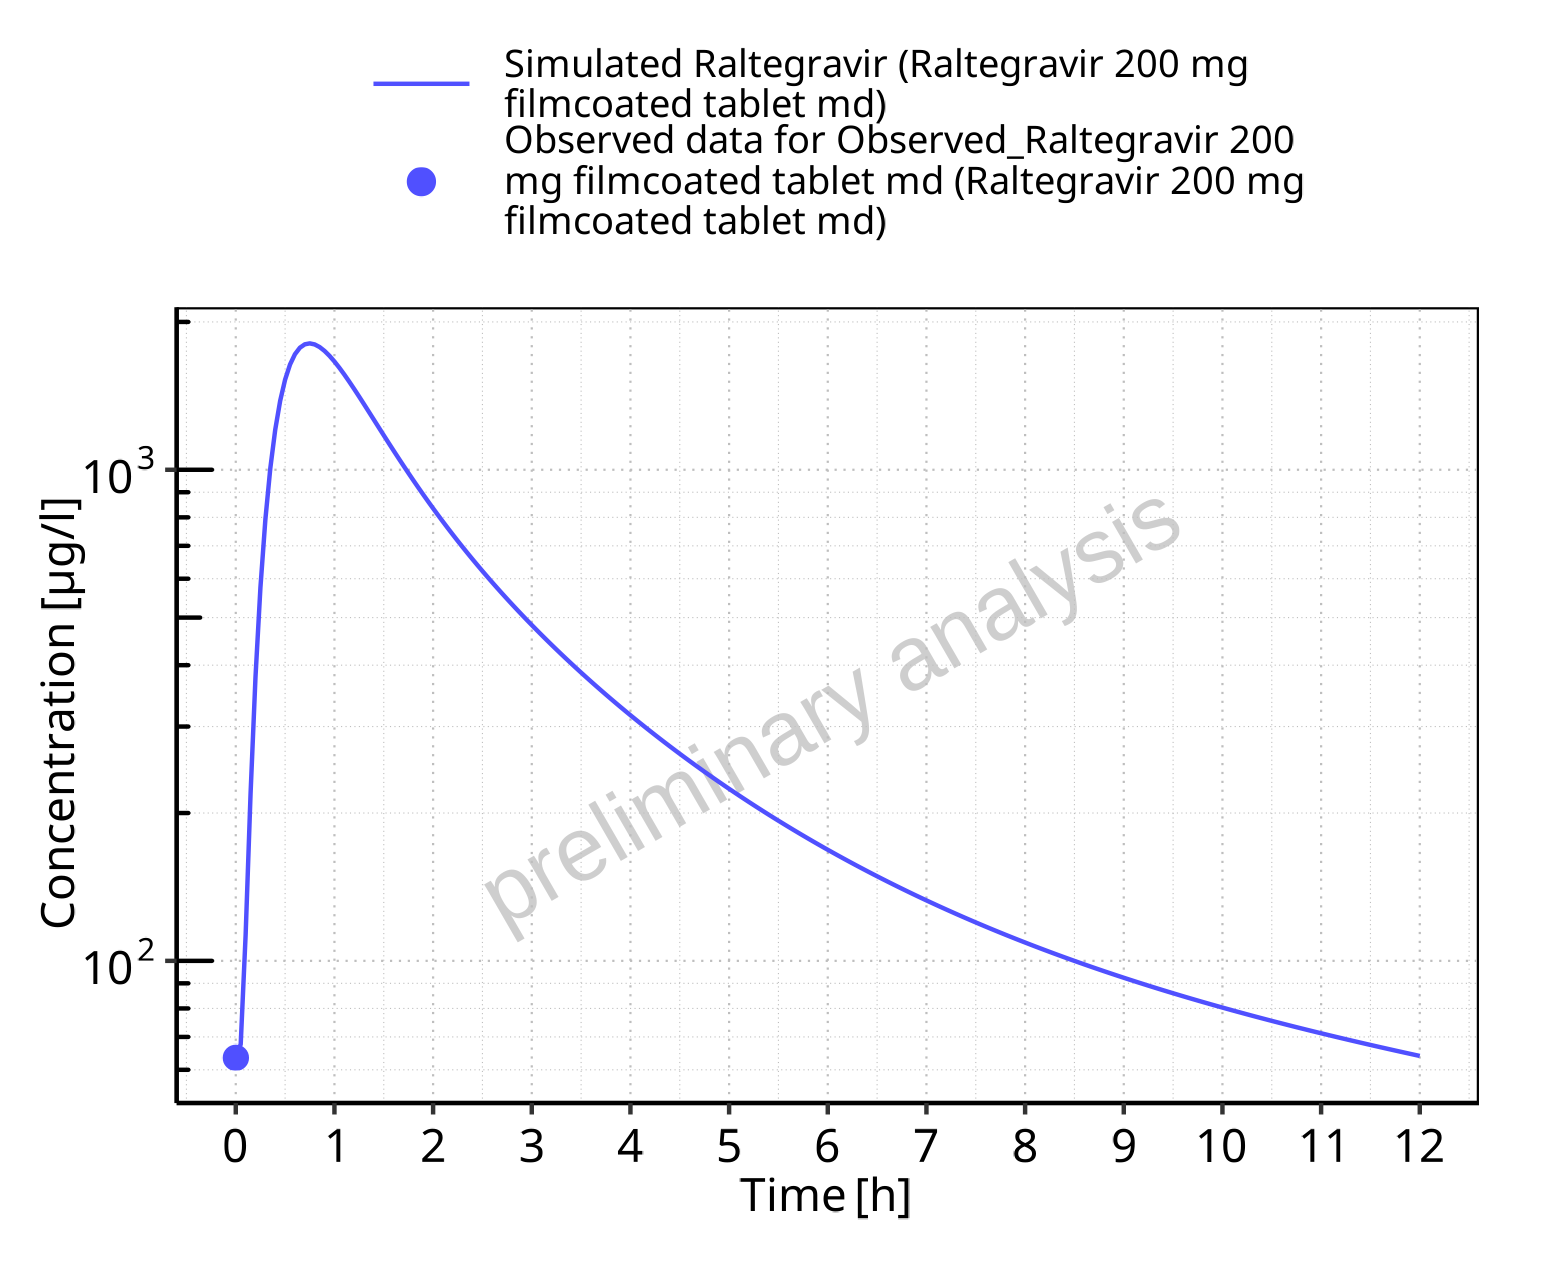 Simulated Raltegravir (Raltegravir 200 mg
filmcoated tablet md)
Observed data for Observed_Raltegravir 200
mg filmcoated tablet md (Raltegravir 200 mg
filmcoated tablet md)
10³
10²
Concentration [µg/l]
preliminary analysis
0 1 2 3 4 5 6 7 8 9 10 11 12
Time [h]